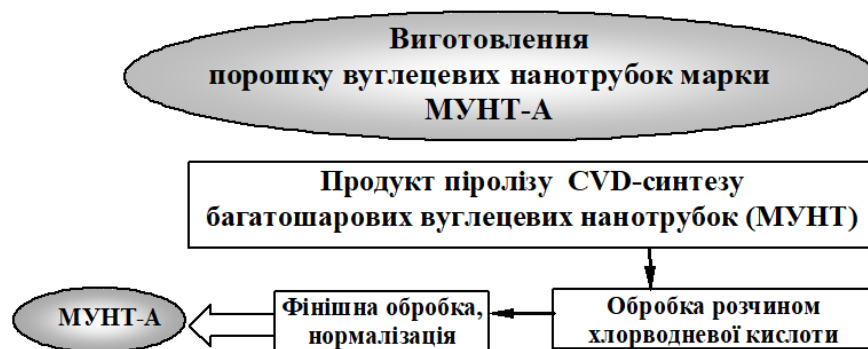 Виготовлення
порошку вуглецевих нанотрубок марки
МУНТ-А
Продукт піролізу CVD-синтезу
багатошарових вуглецевих нанотрубок (МУНТ)
МУНТ-А
Фінішна обробка,
нормалізація
Обробка розчином
хлорводневої кислоти